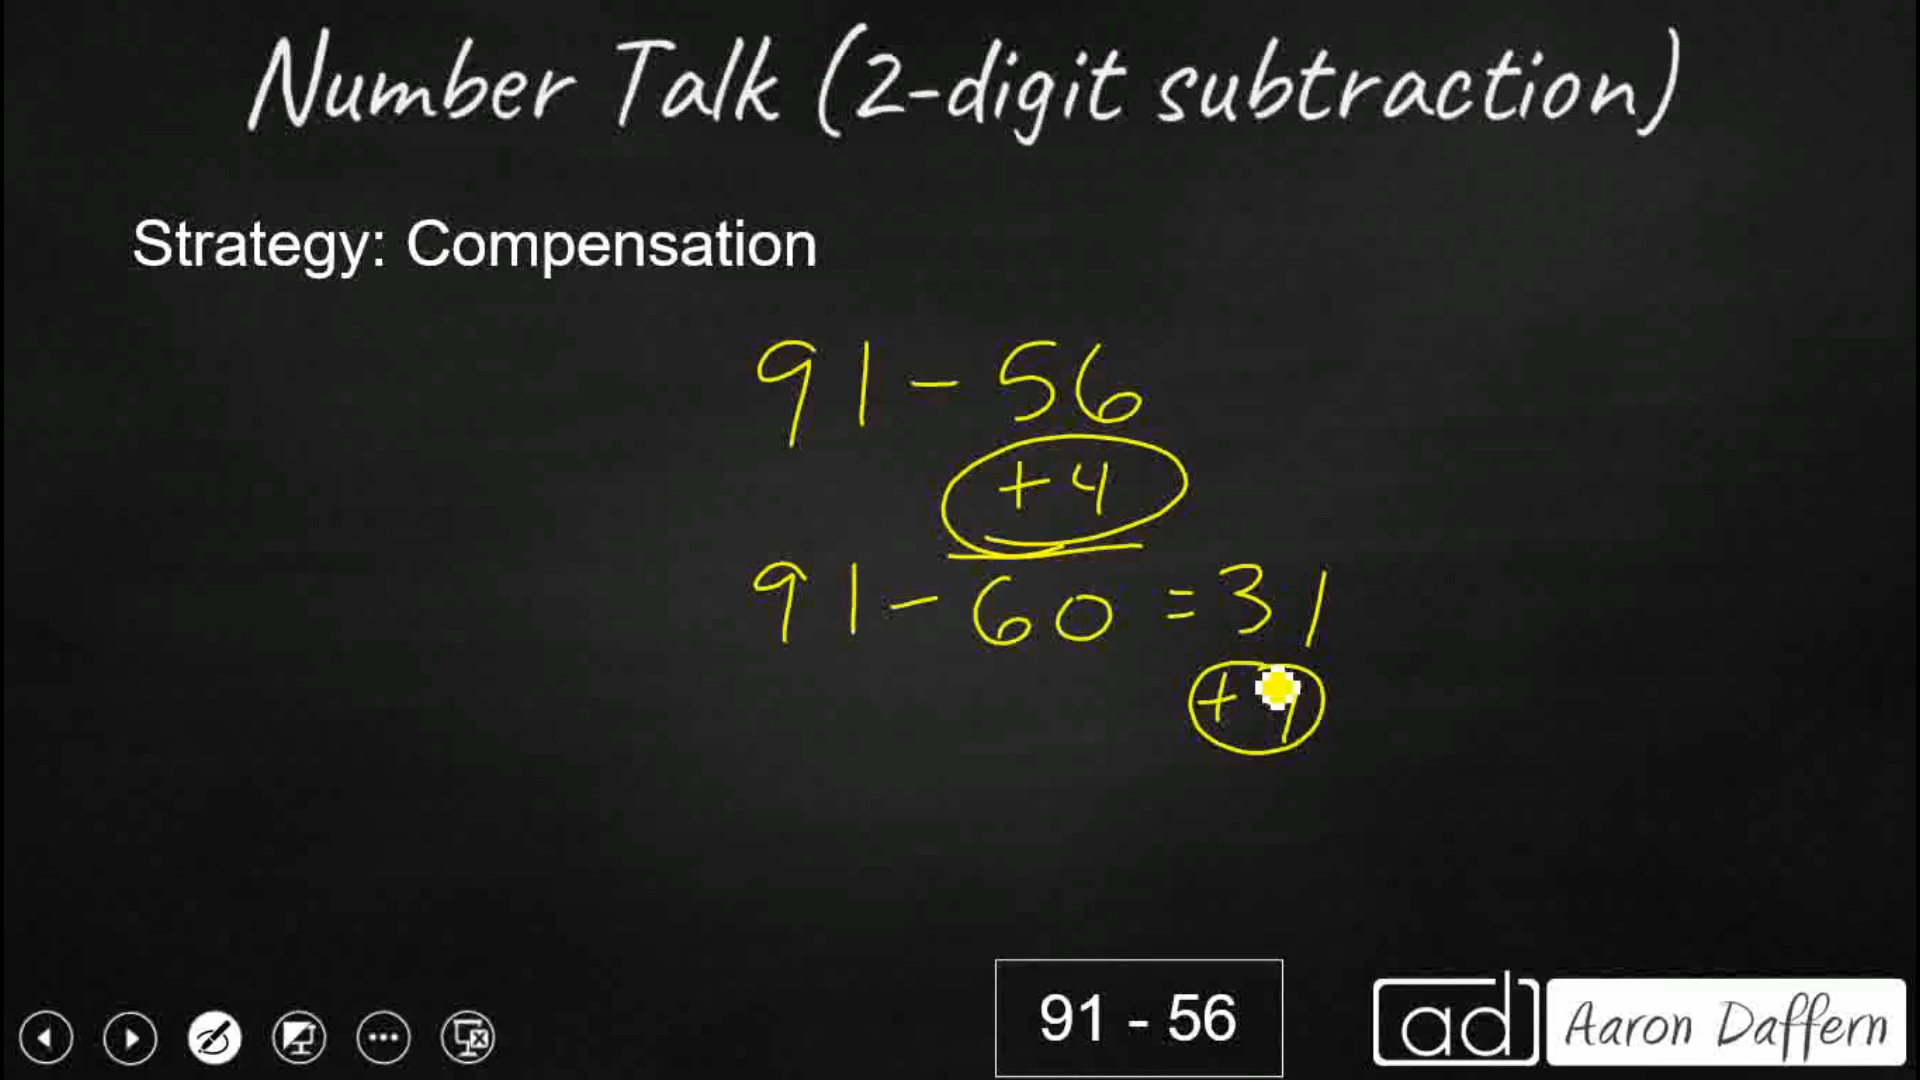 Number Talk (2-digit subtraction)
Strategy: Compensation
91 - 56
+ 4
91 - 60 = 31
+
91 - 56
ad Aaron Daffern